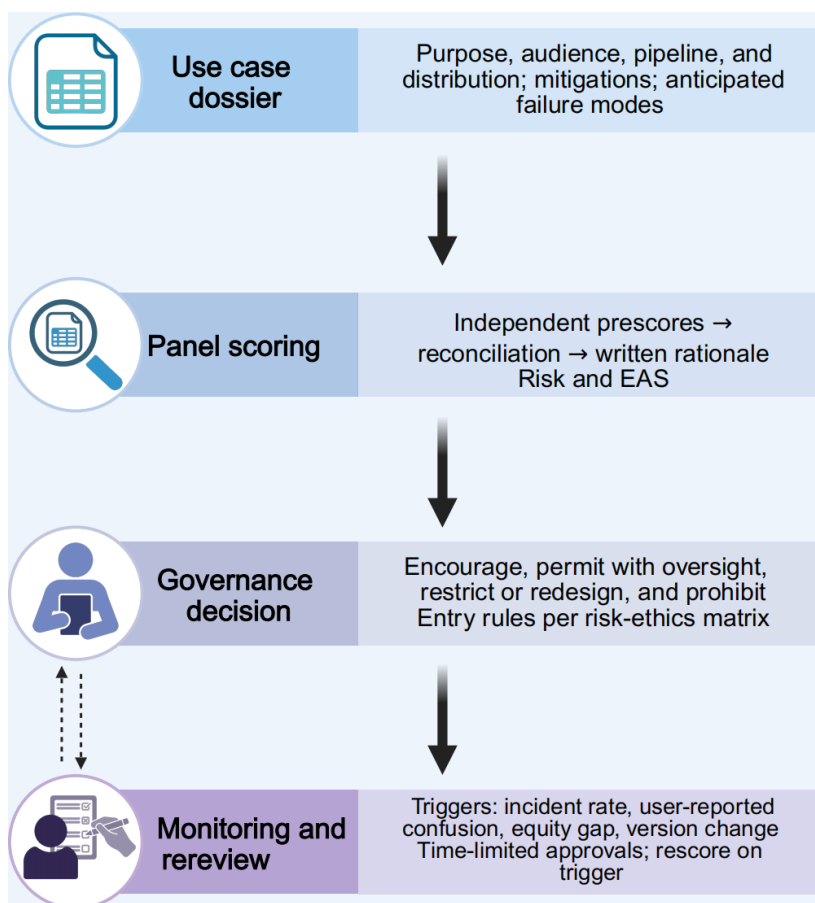 Use case
dossier
Purpose, audience, pipeline, and
distribution; mitigations; anticipated
failure modes
Panel scoring
Independent prescores →
reconciliation → written rationale
Risk and EAS
Governance
decision
Encourage, permit with oversight,
restrict or redesign, and prohibit
Entry rules per risk-ethics matrix
Monitoring and
rereview
Triggers: incident rate, user-reported
confusion, equity gap, version change
Time-limited approvals; rescore on
trigger